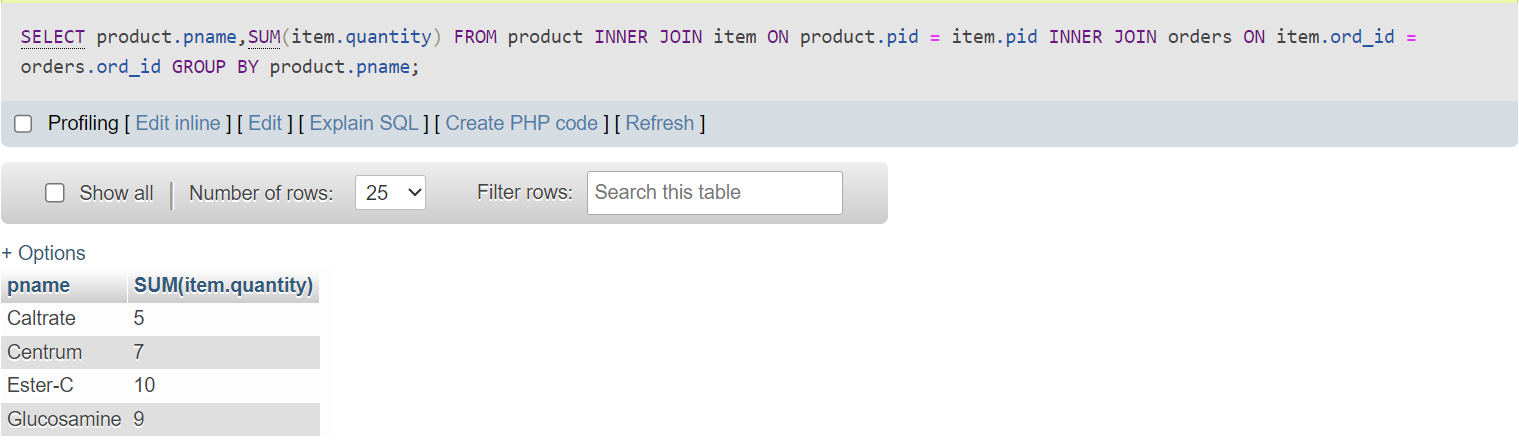 SELECT product.pname,SUM(item.quantity) FROM product INNER JOIN item ON product.pid = item.pid INNER JOIN orders ON item.ord_id =
orders.ord_id GROUP BY product.pname;
Profiling [ Edit inline ] [ Edit ] [ Explain SQL ] [ Create PHP code ] [ Refresh ]
Show all | Number of rows: 25 Filter rows: Search this table
+ Options
pname SUM(item.quantity)
Caltrate 5
Centrum 7
Ester-C 10
Glucosamine 9